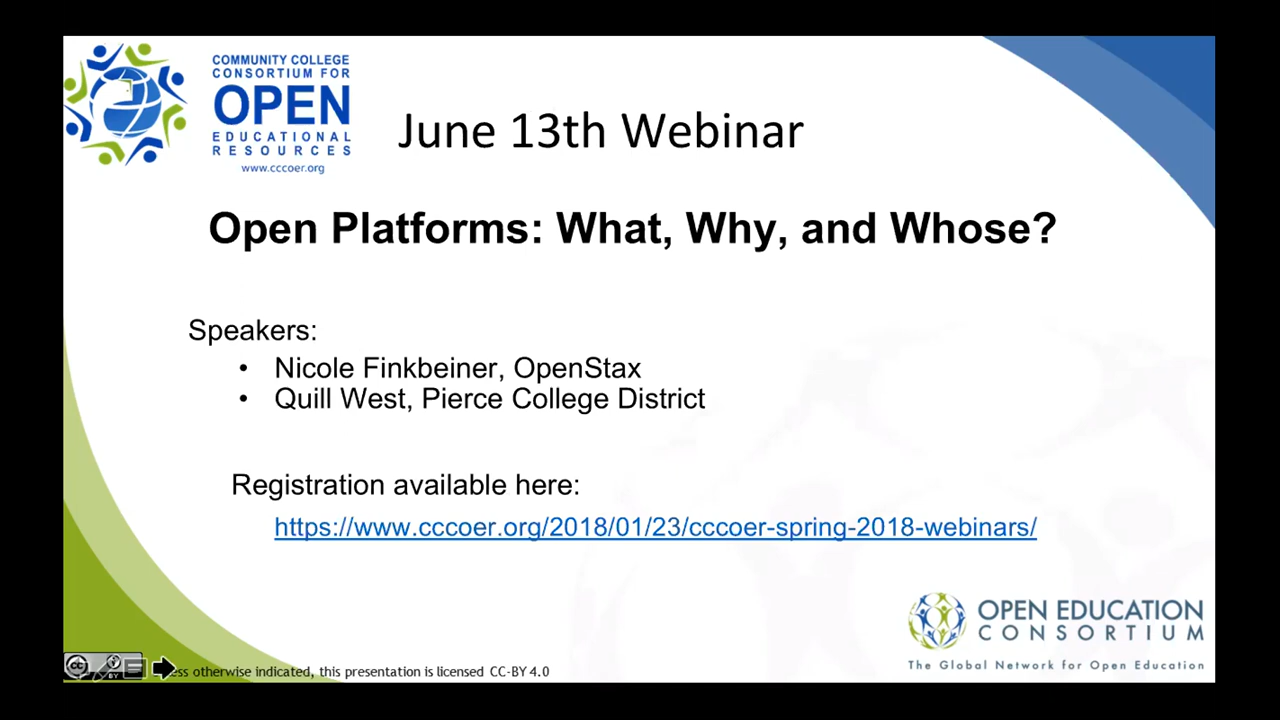 COMMUNITY COLLEGE
CONSORTIUM FOR
OPEN
EDUCATIONAL
RESOURCES
www.cccoer.org
June 13th Webinar
Open Platforms: What, Why, and Whose?
Speakers:
• Nicole Finkbeiner, OpenStax
• Quill West, Pierce College District
Registration available here:
https://www.cccoer.org/2018/01/23/cccoer-spring-2018-webinars/
OPEN EDUCATION
CONSORTIUM
The Global Network for Open Education
cc BY
otherwise indicated, this presentation is licensed CC-BY 4.0